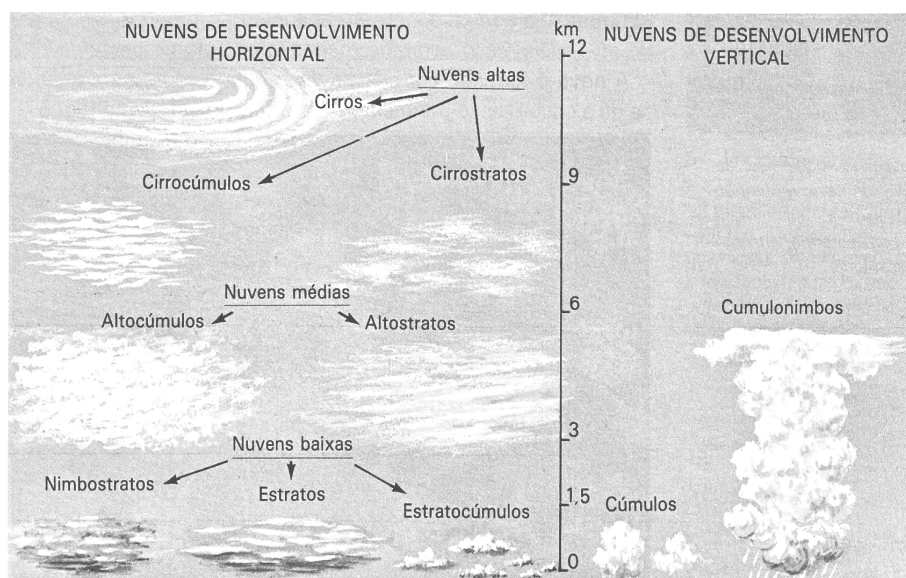 NUVENS DE DESENVOLVIMENTO
HORIZONTAL
km
NUVENS DE DESENVOLVIMENTO
VERTICAL
12
Nuvens altas
Cirros
Cirrocúmulos
Cirrostratos
9
Nuvens médias
6
Altocúmulos
Altostratos
Cumulonimbos
Nuvens baixas
3
Nimbostratos
Estratos
Estratocúmulos
1,5
Cúmulos
0